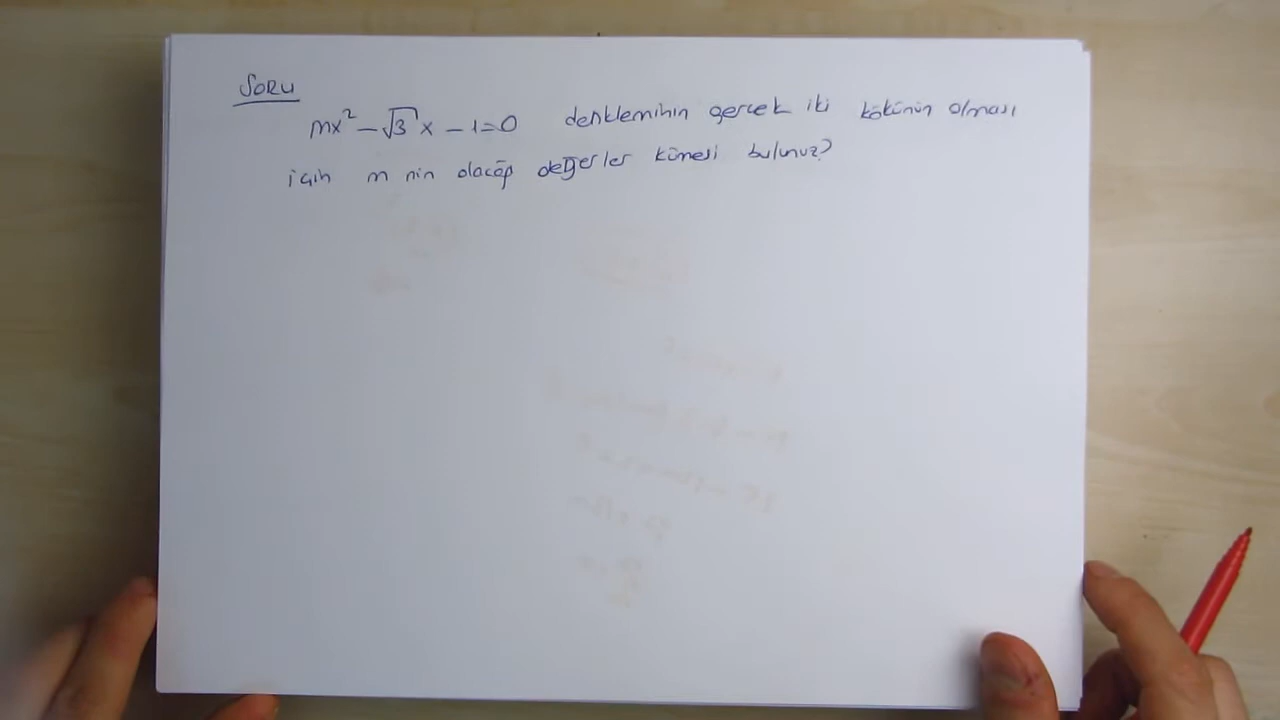 SORU
mx² - √3 x - 1 = 0 denkleminin gerçek iki kökünün olması
için m nin olacağı değerler kümesi bulunuz?